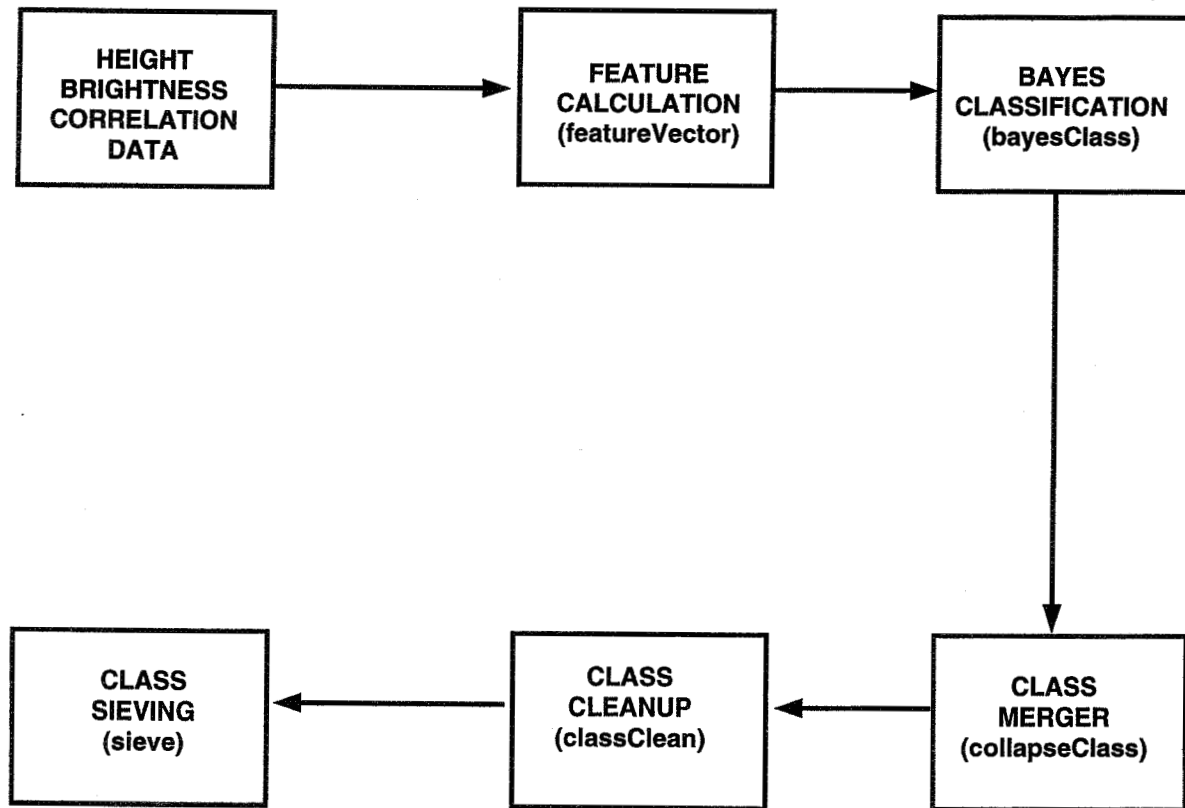 HEIGHT
BRIGHTNESS
CORRELATION
DATA
FEATURE
CALCULATION
(featureVector)
BAYES
CLASSIFICATION
(bayesClass)
CLASS
SIEVING
(sieve)
CLASS
CLEANUP
(classClean)
CLASS
MERGER
(collapseClass)